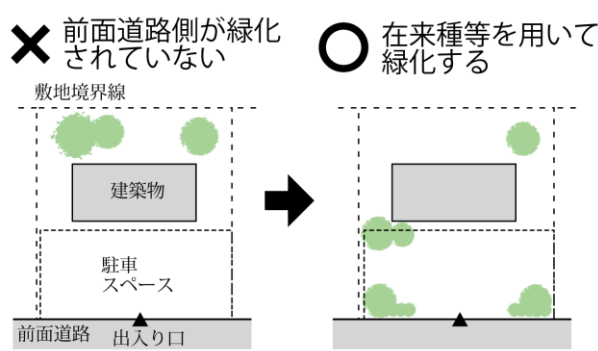 前面道路側が緑化
されていない
在来種等を用いて
緑化する
敷地境界線
建築物
駐車
スペース
前面道路
出入り口